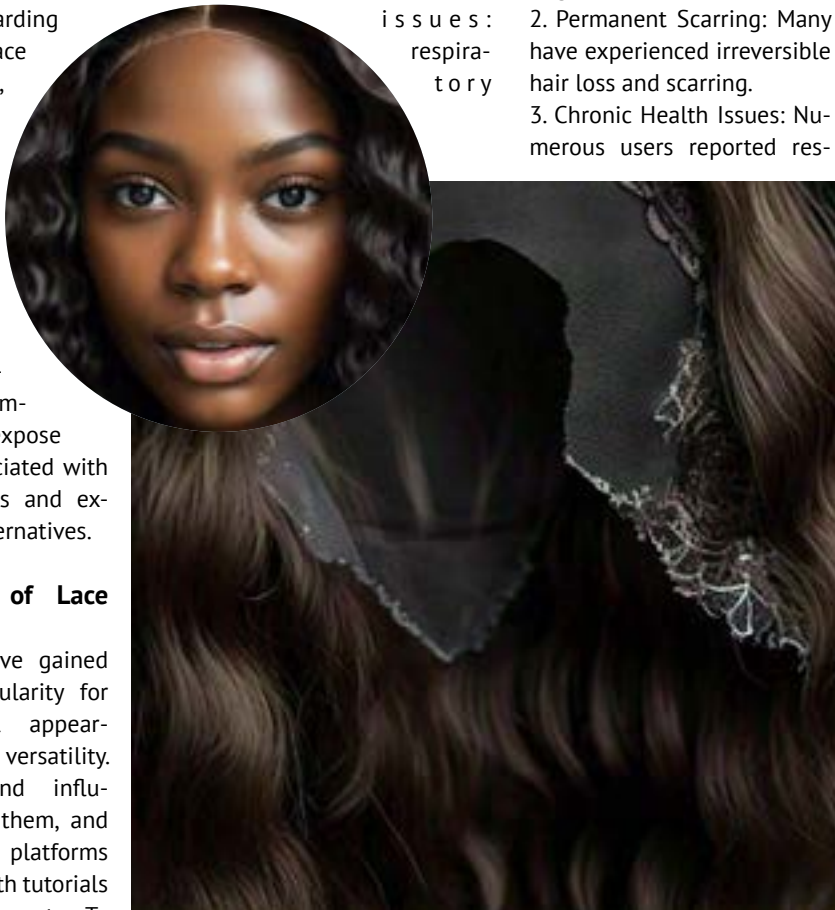 arding
ace
,
m-
expose
ciated with
s and ex-
ernatives.
of Lace
ve gained
ularity for
appear-
versatility.
nd influ-
them, and
platforms
th tutorials
issues:
respira-
tory
2. Permanent Scarring: Many
have experienced irreversible
hair loss and scarring.
3. Chronic Health Issues: Nu-
merous users reported res-